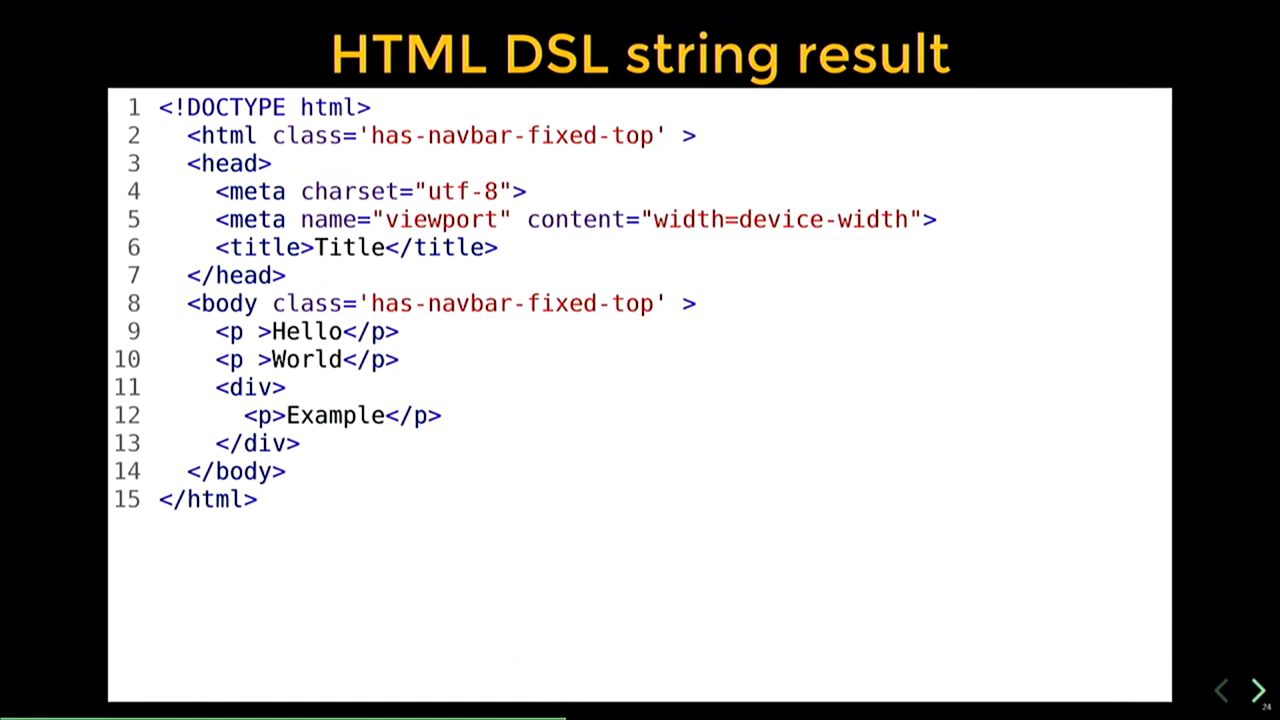 HTML DSL string result
1 <!DOCTYPE html>
2   <html class='has-navbar-fixed-top' >
3   <head>
4     <meta charset="utf-8">
5     <meta name="viewport" content="width=device-width">
6     <title>Title</title>
7   </head>
8   <body class='has-navbar-fixed-top' >
9     <p >Hello</p>
10     <p >World</p>
11     <div>
12       <p>Example</p>
13     </div>
14   </body>
15 </html>
24